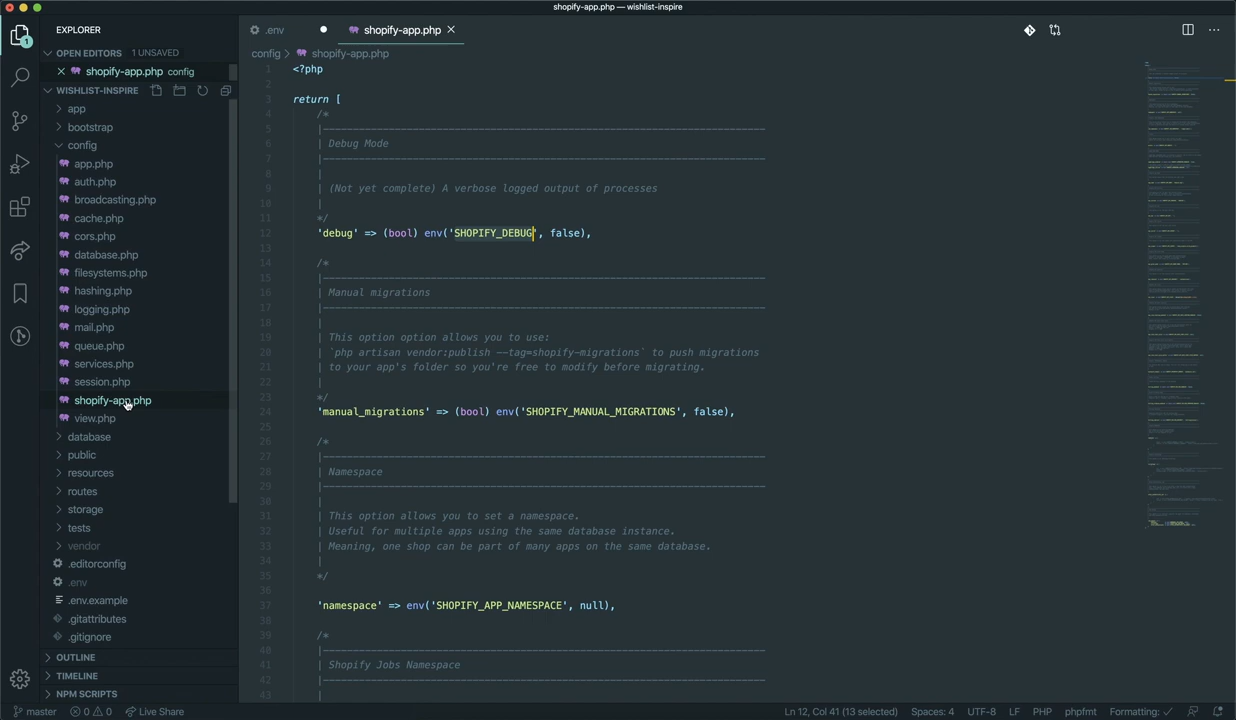 shopify-app.php — wishlist-inspire
EXPLORER
OPEN EDITORS 1 UNSAVED
shopify-app.php config
WISHLIST-INSPIRE
app
bootstrap
config
app.php
auth.php
broadcasting.php
cache.php
cors.php
database.php
filesystems.php
hashing.php
logging.php
mail.php
queue.php
services.php
session.php
shopify-app.php
view.php
database
public
resources
routes
storage
tests
vendor
.editorconfig
.env
.env.example
.gitattributes
.gitignore
OUTLINE
TIMELINE
NPM SCRIPTS
1
.env
shopify-app.php
config > shopify-app.php
1 <?php
2
3 return [
4 /*
5 |--------------------------------------------------------------------------
6 | Debug Mode
7 |--------------------------------------------------------------------------
8 |
9 | (Not yet complete) A verbose logged output of processes
10 |
11 */
12 'debug' => (bool) env('SHOPIFY_DEBUG', false),
13
14 /*
15 |--------------------------------------------------------------------------
16 | Manual migrations
17 |--------------------------------------------------------------------------
18 |
19 | This option option allows you to use:
20 | `php artisan vendor:publish --tag=shopify-migrations` to push migrations
21 | to your app's folder so you're free to modify before migrating.
22 |
23 */
24 'manual_migrations' => (bool) env('SHOPIFY_MANUAL_MIGRATIONS', false),
25
26 /*
27 |--------------------------------------------------------------------------
28 | Namespace
29 |--------------------------------------------------------------------------
30 |
31 | This option allows you to set a namespace.
32 | Useful for multiple apps using the same database instance.
33 | Meaning, one shop can be part of many apps on the same database.
34 |
35 */
36
37 'namespace' => env('SHOPIFY_APP_NAMESPACE', null),
38
39 /*
40 |--------------------------------------------------------------------------
41 | Shopify Jobs Namespace
42 |--------------------------------------------------------------------------
43 |
master 0 0 Live Share
Ln 12, Col 41 (13 selected) Spaces: 4 UTF-8 LF PHP phpfmt Formatting: ✓